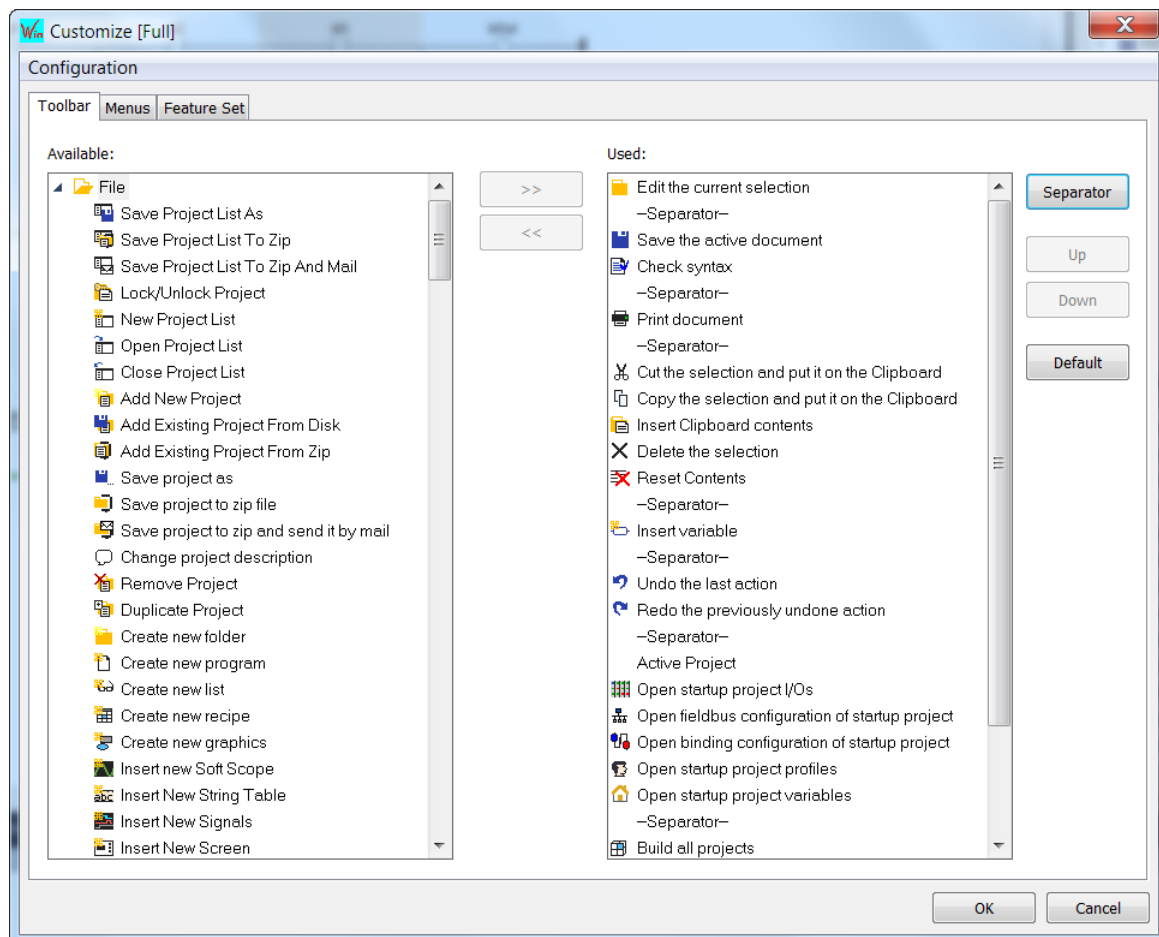 Win Customize [Full]
X
Configuration
Toolbar Menus Feature Set
Available:
File
Save Project List As
Save Project List To Zip
Save Project List To Zip And Mail
Lock/Unlock Project
New Project List
Open Project List
Close Project List
Add New Project
Add Existing Project From Disk
Add Existing Project From Zip
Save project as
Save project to zip file
Save project to zip and send it by mail
Change project description
Remove Project
Duplicate Project
Create new folder
Create new program
Create new list
Create new recipe
Create new graphics
Insert new Soft Scope
abc Insert New String Table
Insert New Signals
Insert New Screen
>>
<<
Used:
Edit the current selection
--Separator--
Save the active document
Check syntax
--Separator--
Print document
--Separator--
Cut the selection and put it on the Clipboard
Copy the selection and put it on the Clipboard
Insert Clipboard contents
Delete the selection
Reset Contents
--Separator--
Insert variable
--Separator--
Undo the last action
Redo the previously undone action
--Separator--
Active Project
Open startup project I/Os
Open fieldbus configuration of startup project
Open binding configuration of startup project
Open startup project profiles
Open startup project variables
--Separator--
Build all projects
Separator
Up
Down
Default
OK
Cancel